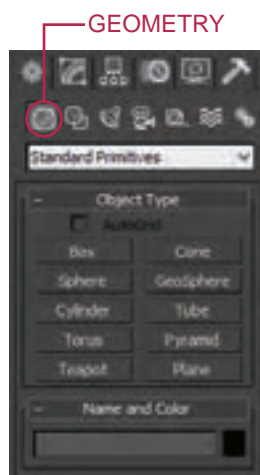 GEOMETRY
Standard Primitives
- Object Type
AutoGrid
Box Cone
Sphere GeoSphere
Cylinder Tube
Torus Pyramid
Teapot Plane
- Name and Color